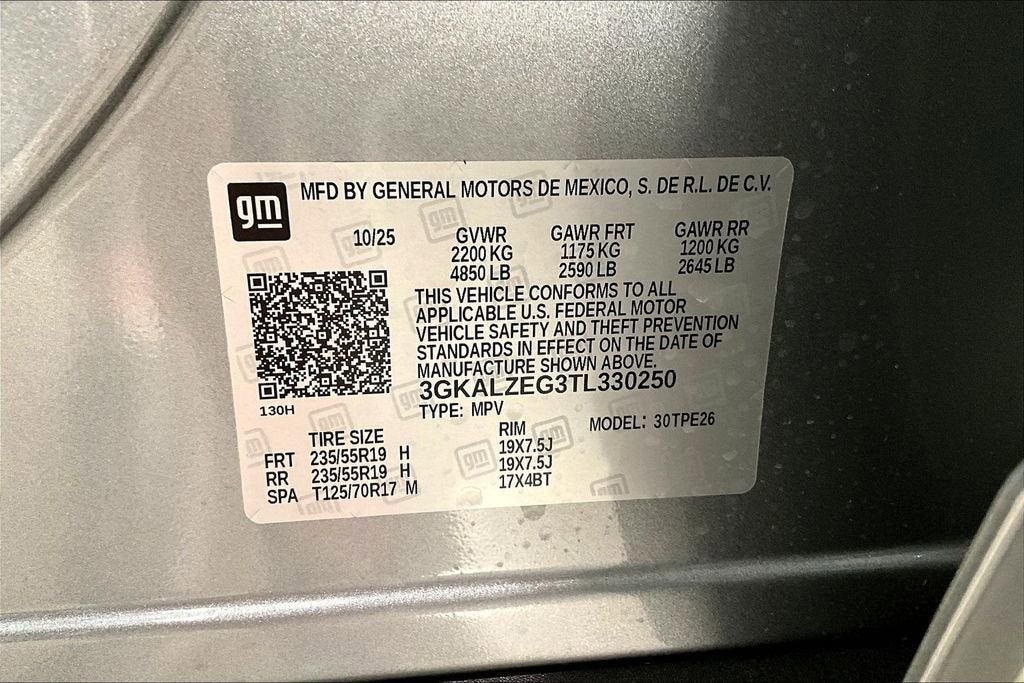 gm MFD BY GENERAL MOTORS DE MEXICO, S. DE R.L. DE C.V.
10/25 GVWR GAWR FRT GAWR RR
2200 KG 1175 KG 1200 KG
4850 LB 2590 LB 2645 LB
THIS VEHICLE CONFORMS TO ALL
APPLICABLE U.S. FEDERAL MOTOR
VEHICLE SAFETY AND THEFT PREVENTION
STANDARDS IN EFFECT ON THE DATE OF
MANUFACTURE SHOWN ABOVE.
3GKALZEG3TL330250
130H TYPE: MPV MODEL: 30TPE26
TIRE SIZE RIM
FRT 235/55R19 H 19X7.5J
RR 235/55R19 H 19X7.5J
SPA T125/70R17 M 17X4BT